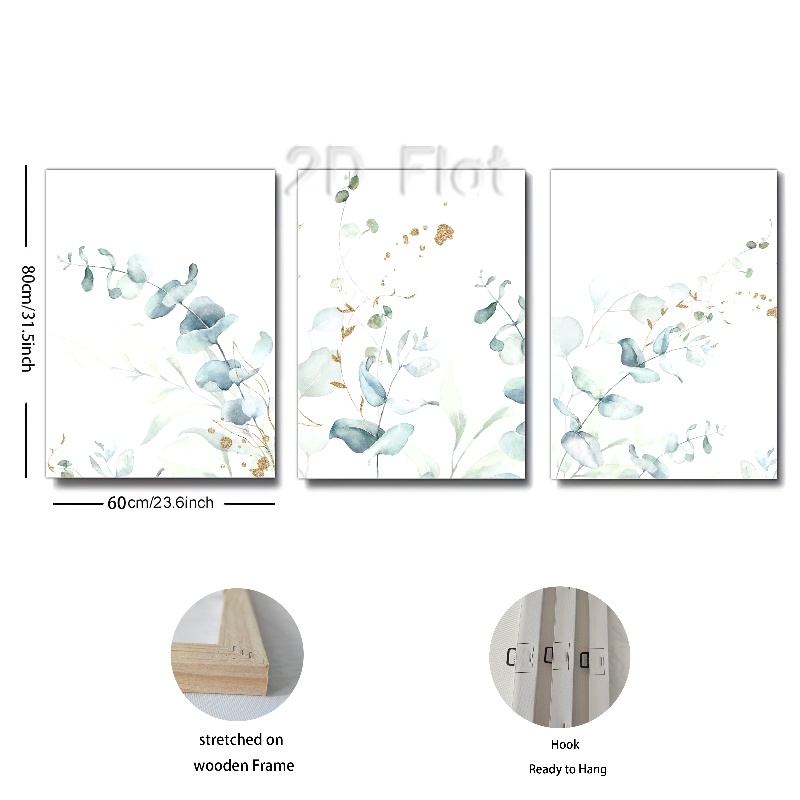 2D Flat
80cm/31.5inch
60cm/23.6inch
stretched on
wooden Frame
Hook
Ready to Hang